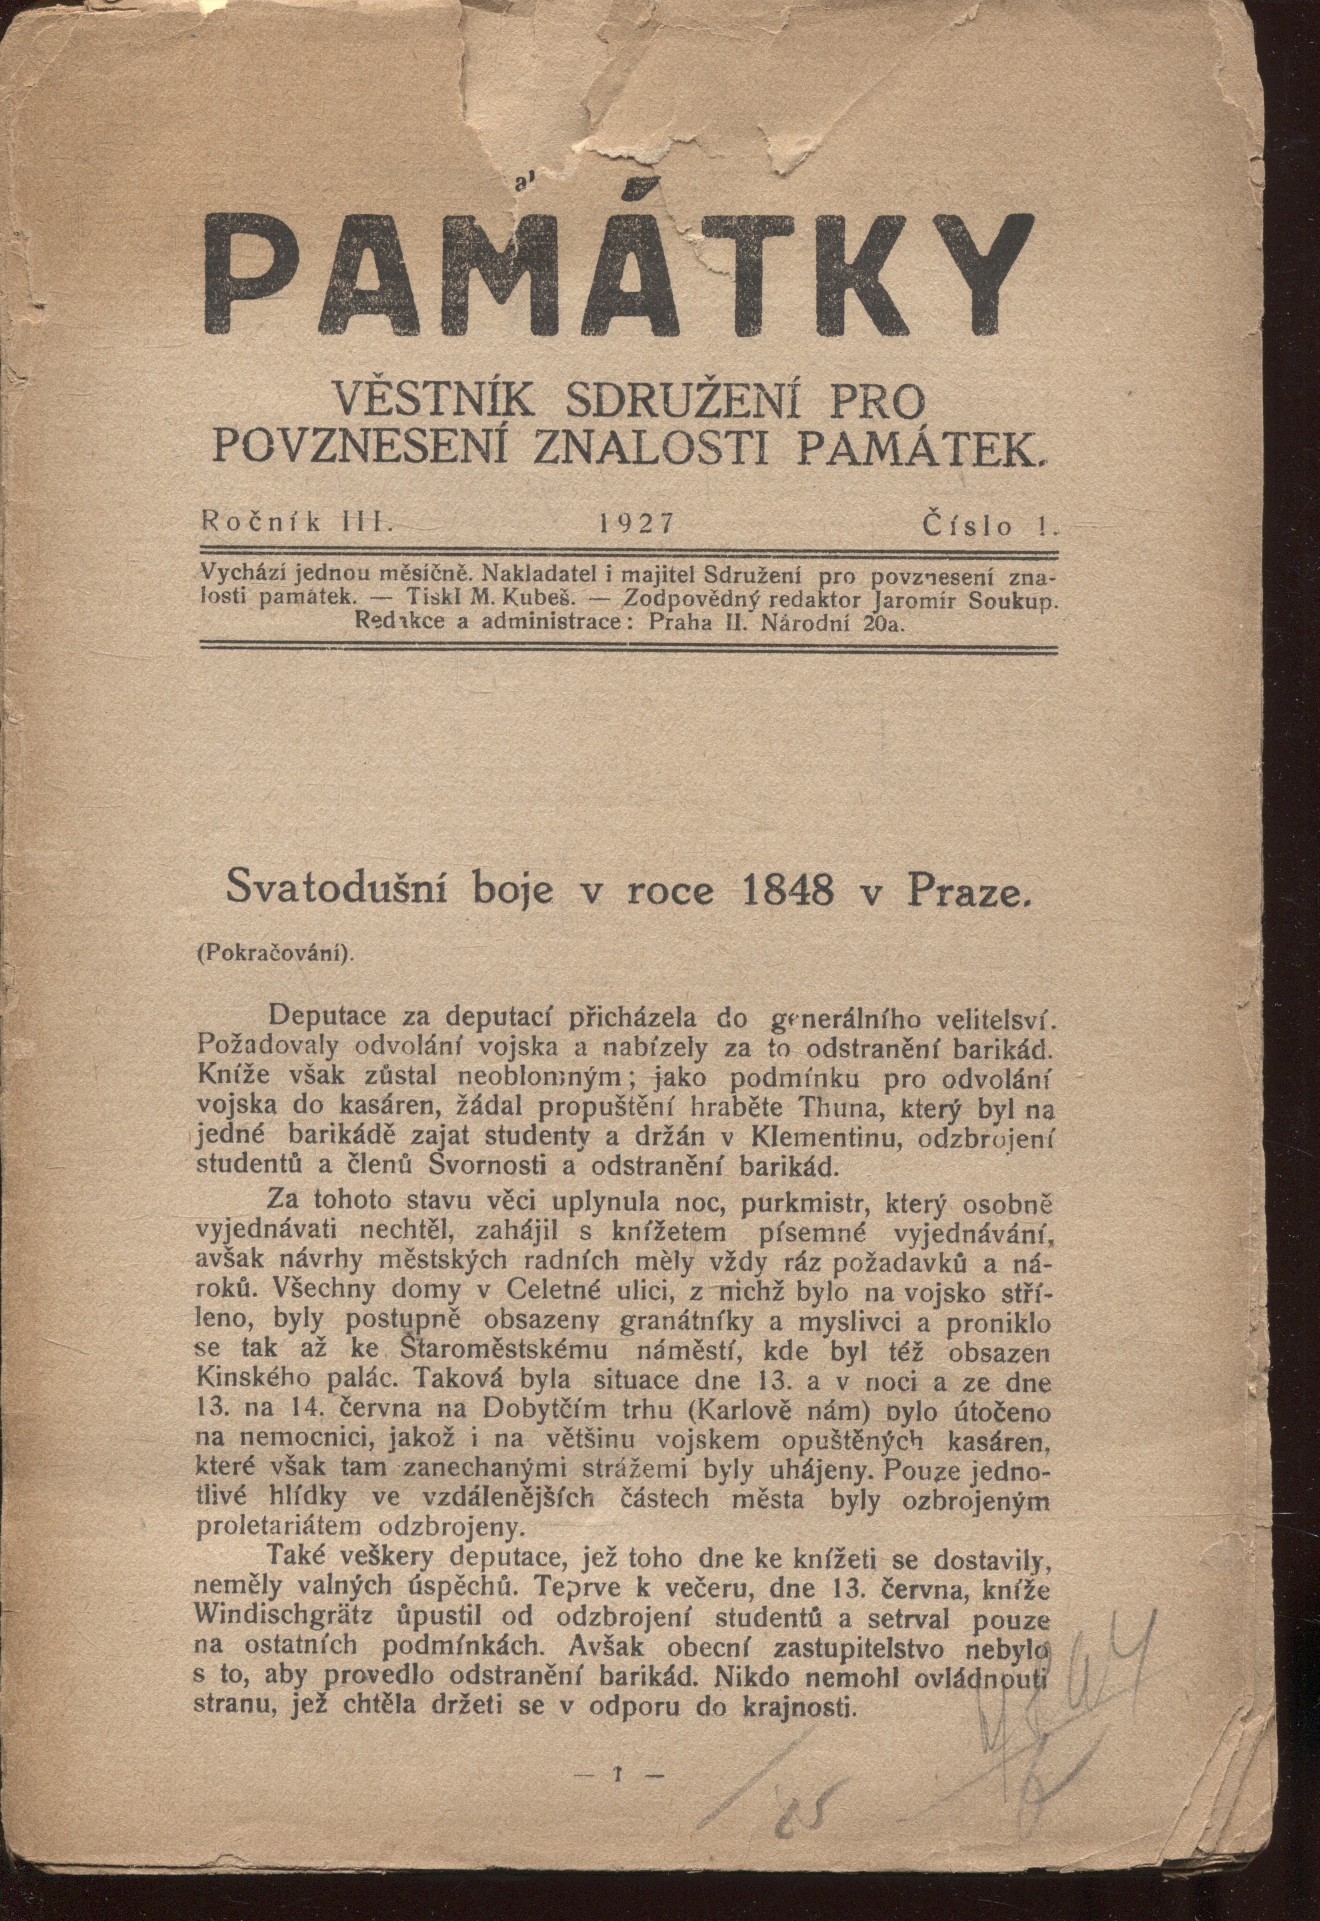 PAMÁTKY
VĚSTNÍK SDRUŽENÍ PRO
POVZNESENÍ ZNALOSTI PAMÁTEK.
Ročník III. 1927 Číslo 1.
Vychází jednou měsíčně. Nakladatel i majitel Sdružení pro povznesení zna-
losti památek. — Tiskl M. Kubeš. — Zodpovědný redaktor Jaromír Soukup.
Redakce a administrace: Praha II. Národní 20a.
Svatodušní boje v roce 1848 v Praze.
(Pokračování).
Deputace za deputací přicházela do generálního velitelsví.
Požadovaly odvolání vojska a nabízely za to odstranění barikád.
Kníže však zůstal neoblomným; jako podmínku pro odvolání
vojska do kasáren, žádal propuštění hraběte Thuna, který byl na
jedné barikádě zajat studenty a držán v Klementinu, odzbrojení
studentů a členů Svornosti a odstranění barikád.
Za tohoto stavu věci uplynula noc, purkmistr, který osobně
vyjednávati nechtěl, zahájil s knížetem písemné vyjednávání,
avšak návrhy městských radních měly vždy ráz požadavků a ná-
roků. Všechny domy v Celetné ulici, z nichž bylo na vojsko stří-
leno, byly postupně obsazeny granátníky a myslivci a proniklo
se tak až ke Staroměstskému náměstí, kde byl též obsazen
Kinského palác. Taková byla situace dne 13. a v noci a ze dne
13. na 14. června na Dobytčím trhu (Karlově nám) bylo útočeno
na nemocnici, jakož i na většinu vojskem opuštěných kasáren,
které však tam zanechanými strážemi byly uhájeny. Pouze jedno-
tlivé hlídky ve vzdálenějších částech města byly ozbrojeným
proletariátem odzbrojeny.
Také veškery deputace, jež toho dne ke knížeti se dostavily,
neměly valných úspěchů. Teprve k večeru, dne 13. června, kníže
Windischgrätz ůpustil od odzbrojení studentů a setrval pouze
na ostatních podmínkách. Avšak obecní zastupitelstvo nebylo
s to, aby provedlo odstranění barikád. Nikdo nemohl ovládnouti
stranu, jež chtěla držeti se v odporu do krajnosti.
— 1 —